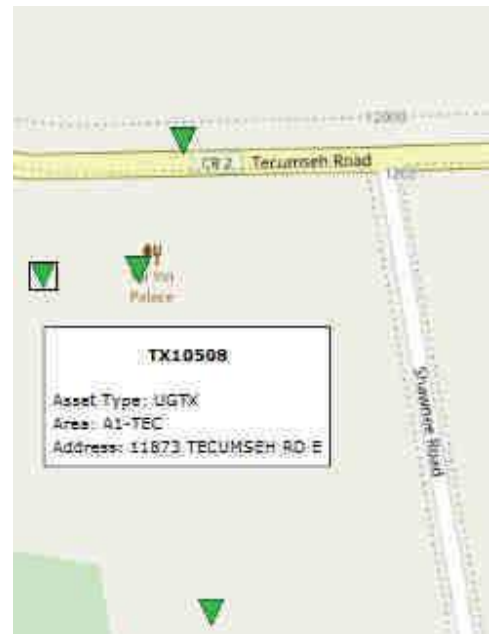 12000
CR 2 Tecumseh Road
Palace
TX10508
Asset Type: UGTX
Area: A1-TEC
Address: 11873 TECUMSEH RD E
Shawnee Road